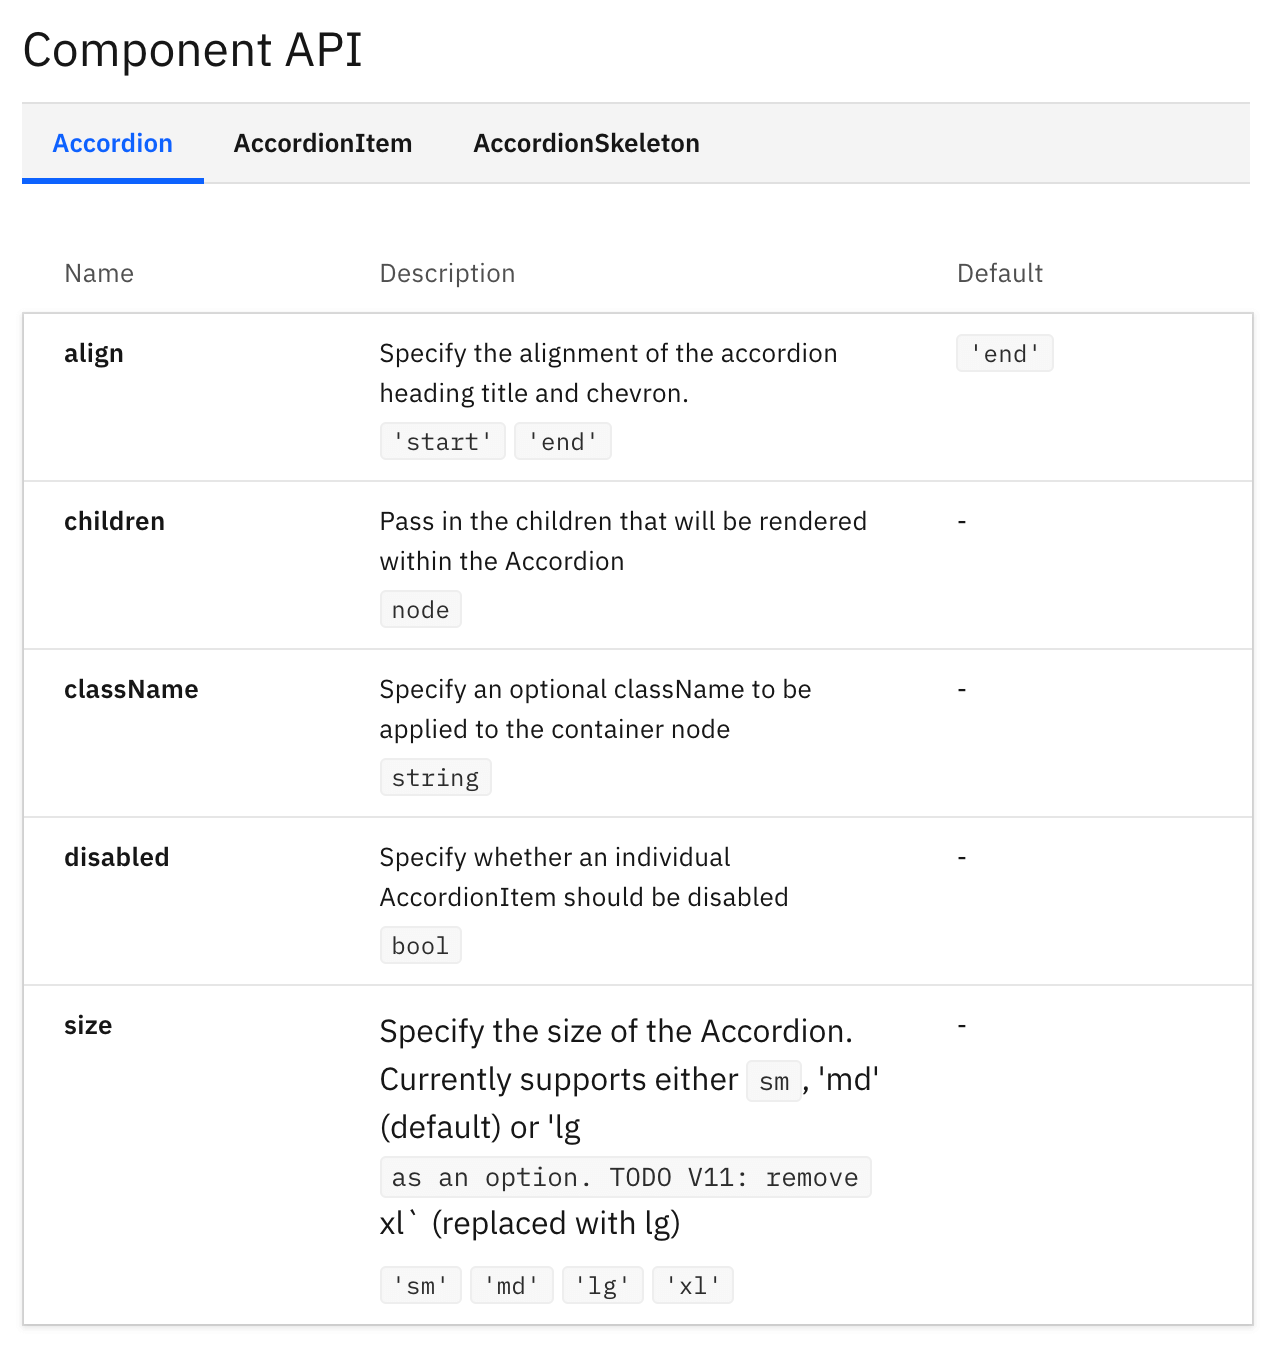 Component API
Accordion AccordionItem AccordionSkeleton
Name Description Default
align Specify the alignment of the accordion 'end'
heading title and chevron.
'start' 'end'
children Pass in the children that will be rendered -
within the Accordion
node
className Specify an optional className to be -
applied to the container node
string
disabled Specify whether an individual -
AccordionItem should be disabled
bool
size Specify the size of the Accordion. -
Currently supports either sm, 'md'
(default) or 'lg
as an option. TODO V11: remove
xl` (replaced with lg)
'sm' 'md' 'lg' 'xl'